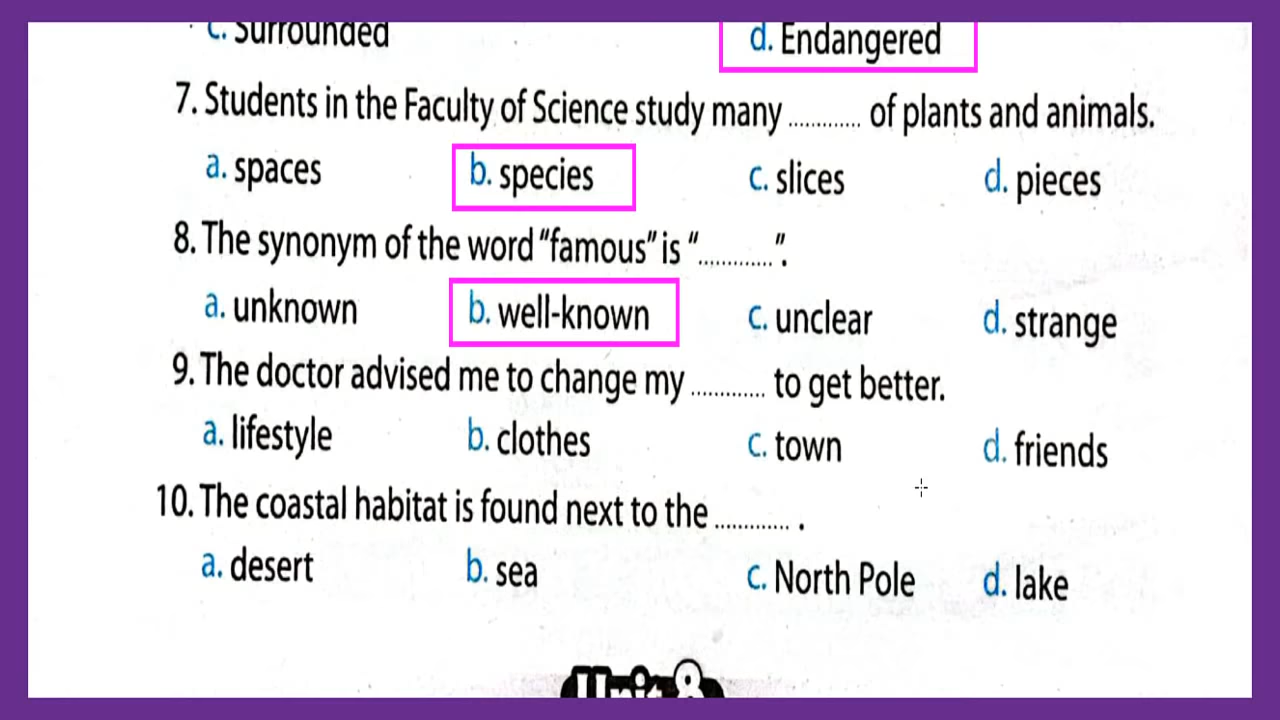 c. Surrounded d. Endangered
7. Students in the Faculty of Science study many ............ of plants and animals.
a. spaces b. species c. slices d. pieces
8. The synonym of the word “famous” is “.............”.
a. unknown b. well-known c. unclear d. strange
9. The doctor advised me to change my ............. to get better.
a. lifestyle b. clothes c. town d. friends
10. The coastal habitat is found next to the ............. .
a. desert b. sea c. North Pole d. lake
Unit 8